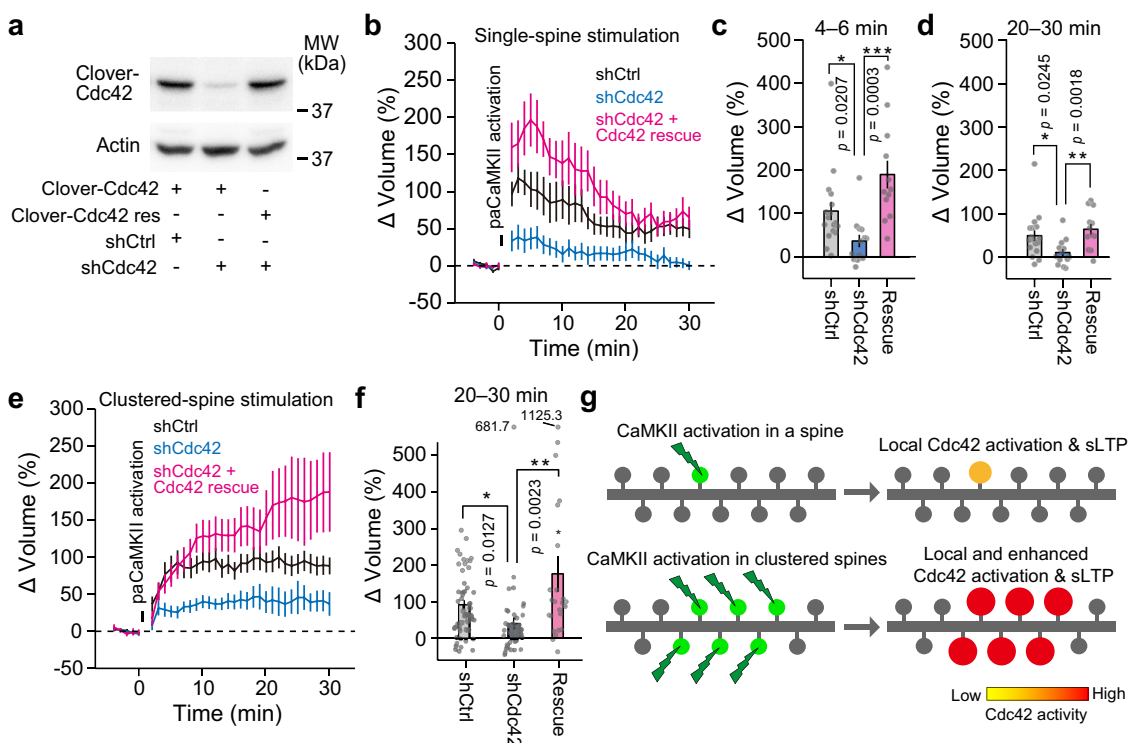 a
MW
(kDa)
Clover-
Cdc42
37
Actin
37
Clover-Cdc42 + + -
Clover-Cdc42 res - - +
shCtrl + - -
shCdc42 - + +
b
Single-spine stimulation
shCtrl
shCdc42
shCdc42 +
Cdc42 rescue
paCaMKII activation
Δ Volume (%)
300
250
200
150
100
50
0
-50
0 10 20 30
Time (min)
c
4–6 min
Δ Volume (%)
500
400
300
200
100
0
* ***
p = 0.0207
p = 0.0003
shCtrl
shCdc42
Rescue
d
20–30 min
Δ Volume (%)
500
400
300
200
100
0
p = 0.02445
p = 0.0018
* **
shCtrl
shCdc42
Rescue
e
Clustered-spine stimulation
shCtrl
shCdc42
shCdc42 +
Cdc42 rescue
paCaMKII activation
Δ Volume (%)
300
250
200
150
100
50
0
-50
0 10 20 30
Time (min)
f
20–30 min
681.7
1125.3
Δ Volume (%)
500
400
300
200
100
0
* **
p = 0.0127
p = 0.0023
*
shCtrl
shCdc42
Rescue
g
CaMKII activation in a spine
Local Cdc42 activation & sLTP
CaMKII activation in clustered spines
Local and enhanced
Cdc42 activation & sLTP
Low High
Cdc42 activity